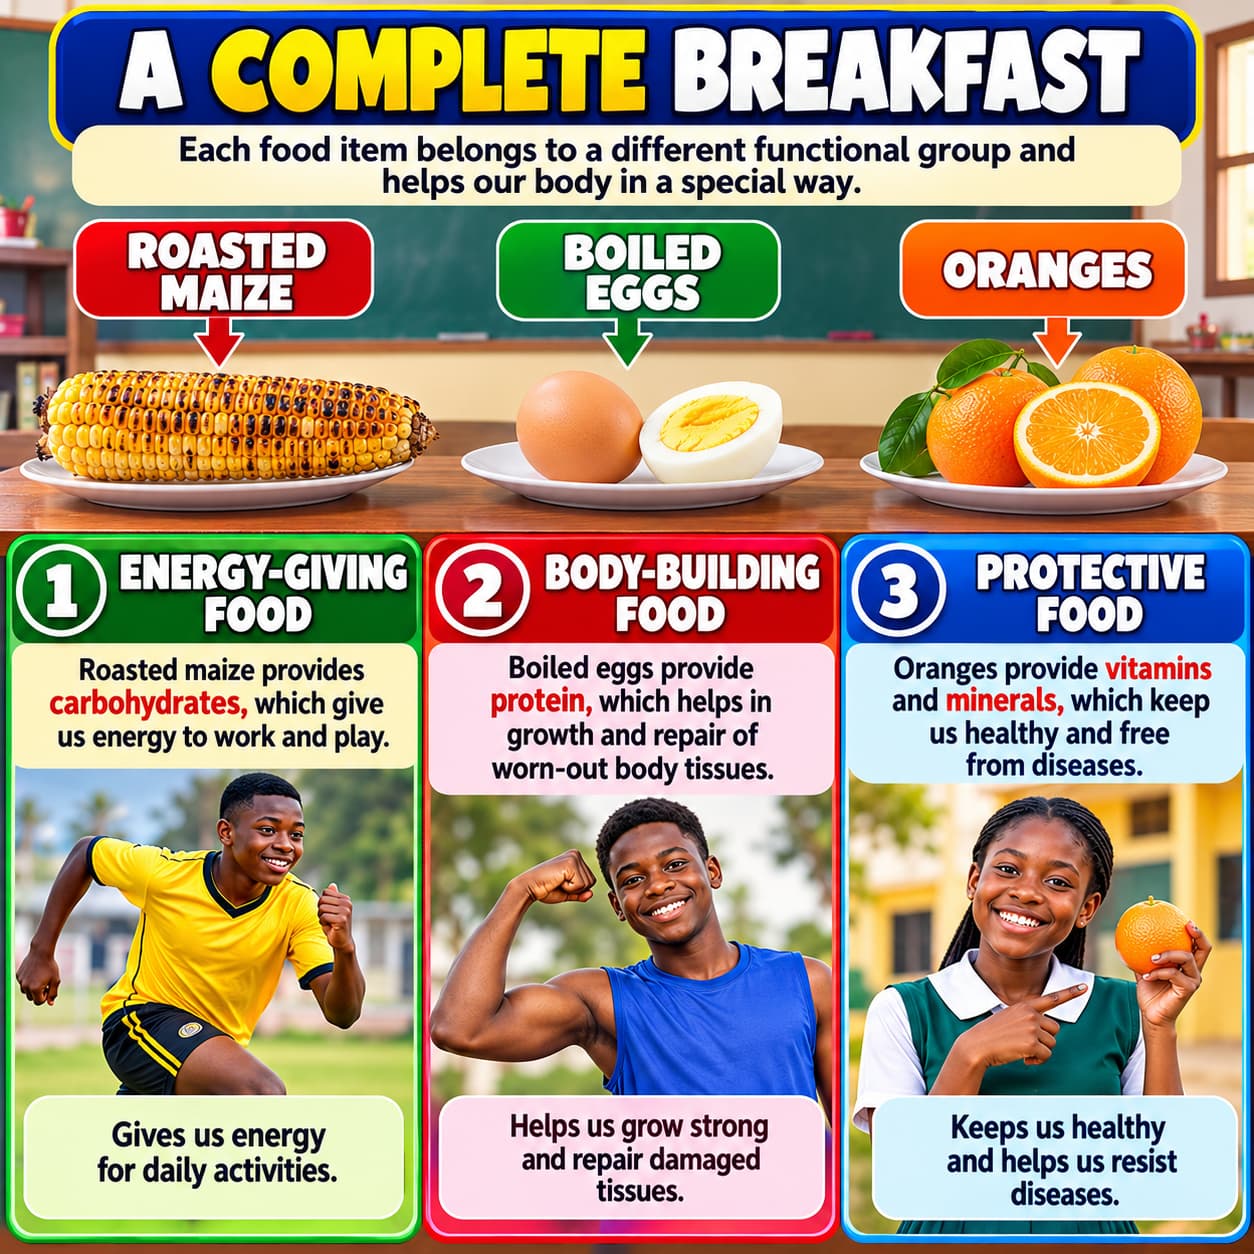 A COMPLETE BREAKFAST
Each food item belongs to a different functional group and
helps our body in a special way.
ROASTED
MAIZE
BOILED
EGGS
ORANGES
1 ENERGY-GIVING
FOOD
Roasted maize provides
carbohydrates, which give
us energy to work and play.
Gives us energy
for daily activities.
2 BODY-BUILDING
FOOD
Boiled eggs provide
protein, which helps in
growth and repair of
worn-out body tissues.
Helps us grow strong
and repair damaged
tissues.
3 PROTECTIVE
FOOD
Oranges provide vitamins
and minerals, which keep
us healthy and free
from diseases.
Keeps us healthy
and helps us resist
diseases.